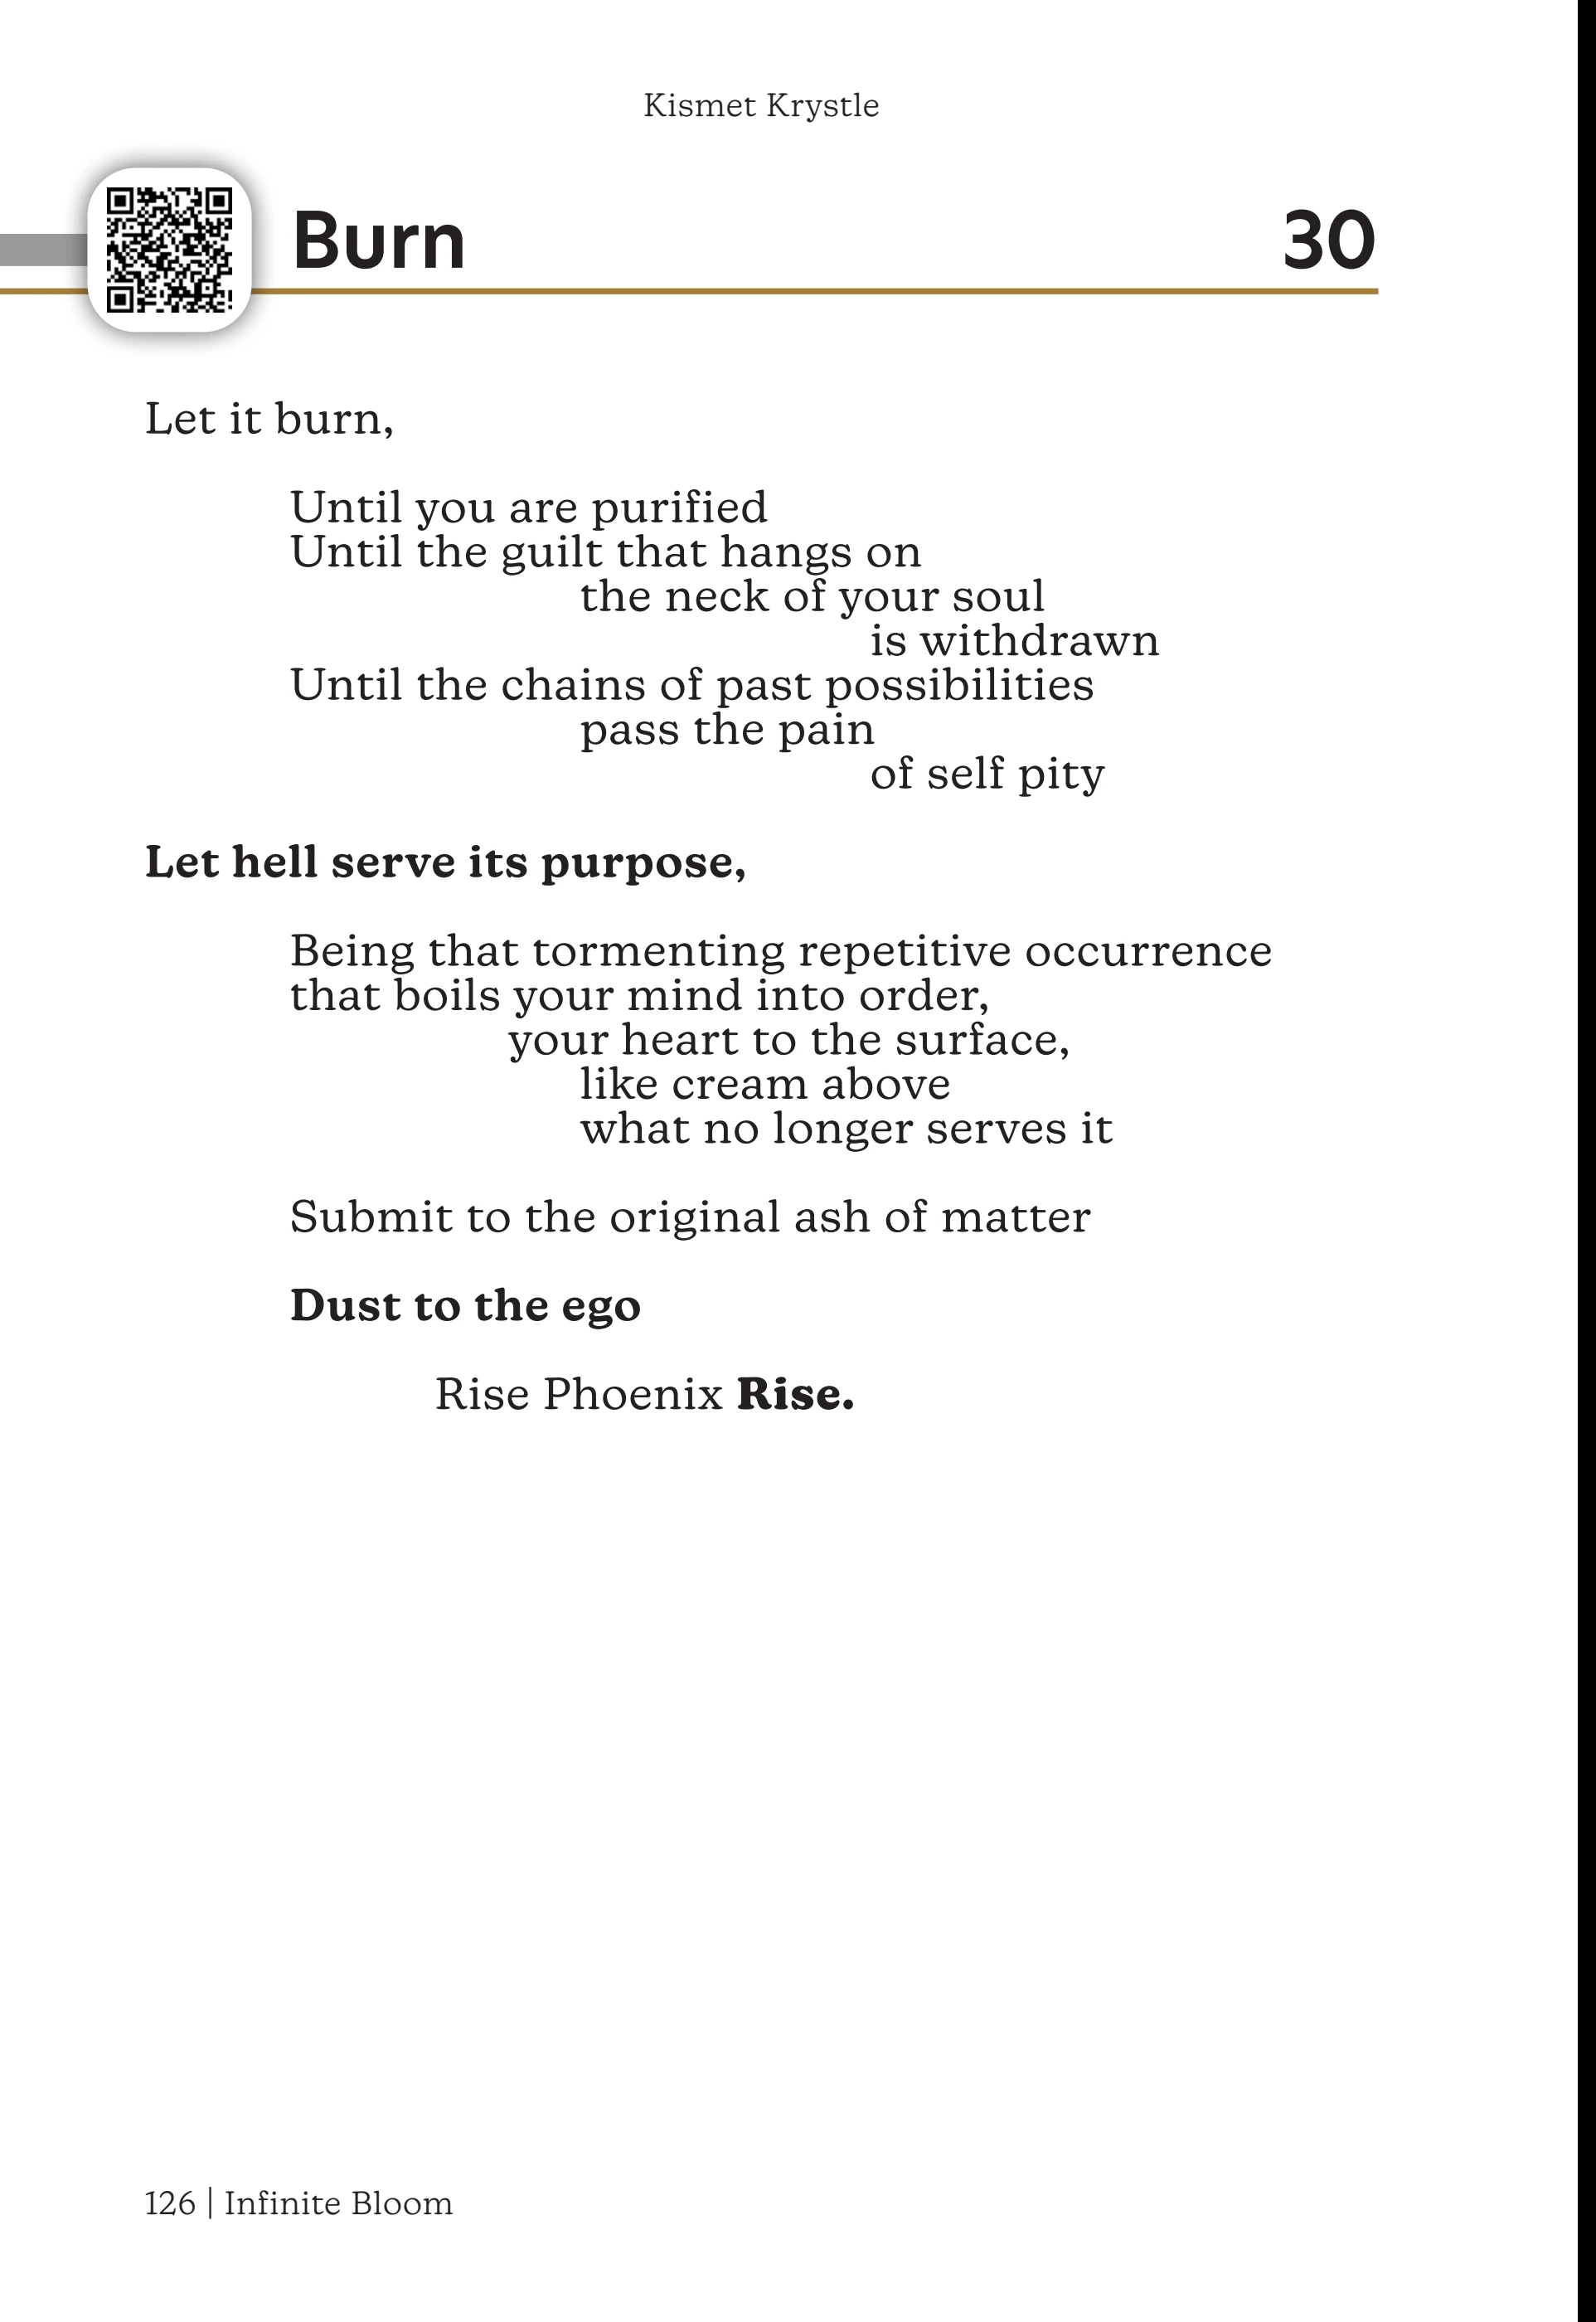 Kismet Krystle
Burn 30
Let it burn,
Until you are purified
Until the guilt that hangs on
the neck of your soul
is withdrawn
Until the chains of past possibilities
pass the pain
of self pity
Let hell serve its purpose,
Being that tormenting repetitive occurrence
that boils your mind into order,
your heart to the surface,
like cream above
what no longer serves it
Submit to the original ash of matter
Dust to the ego
Rise Phoenix Rise.
126 | Infinite Bloom